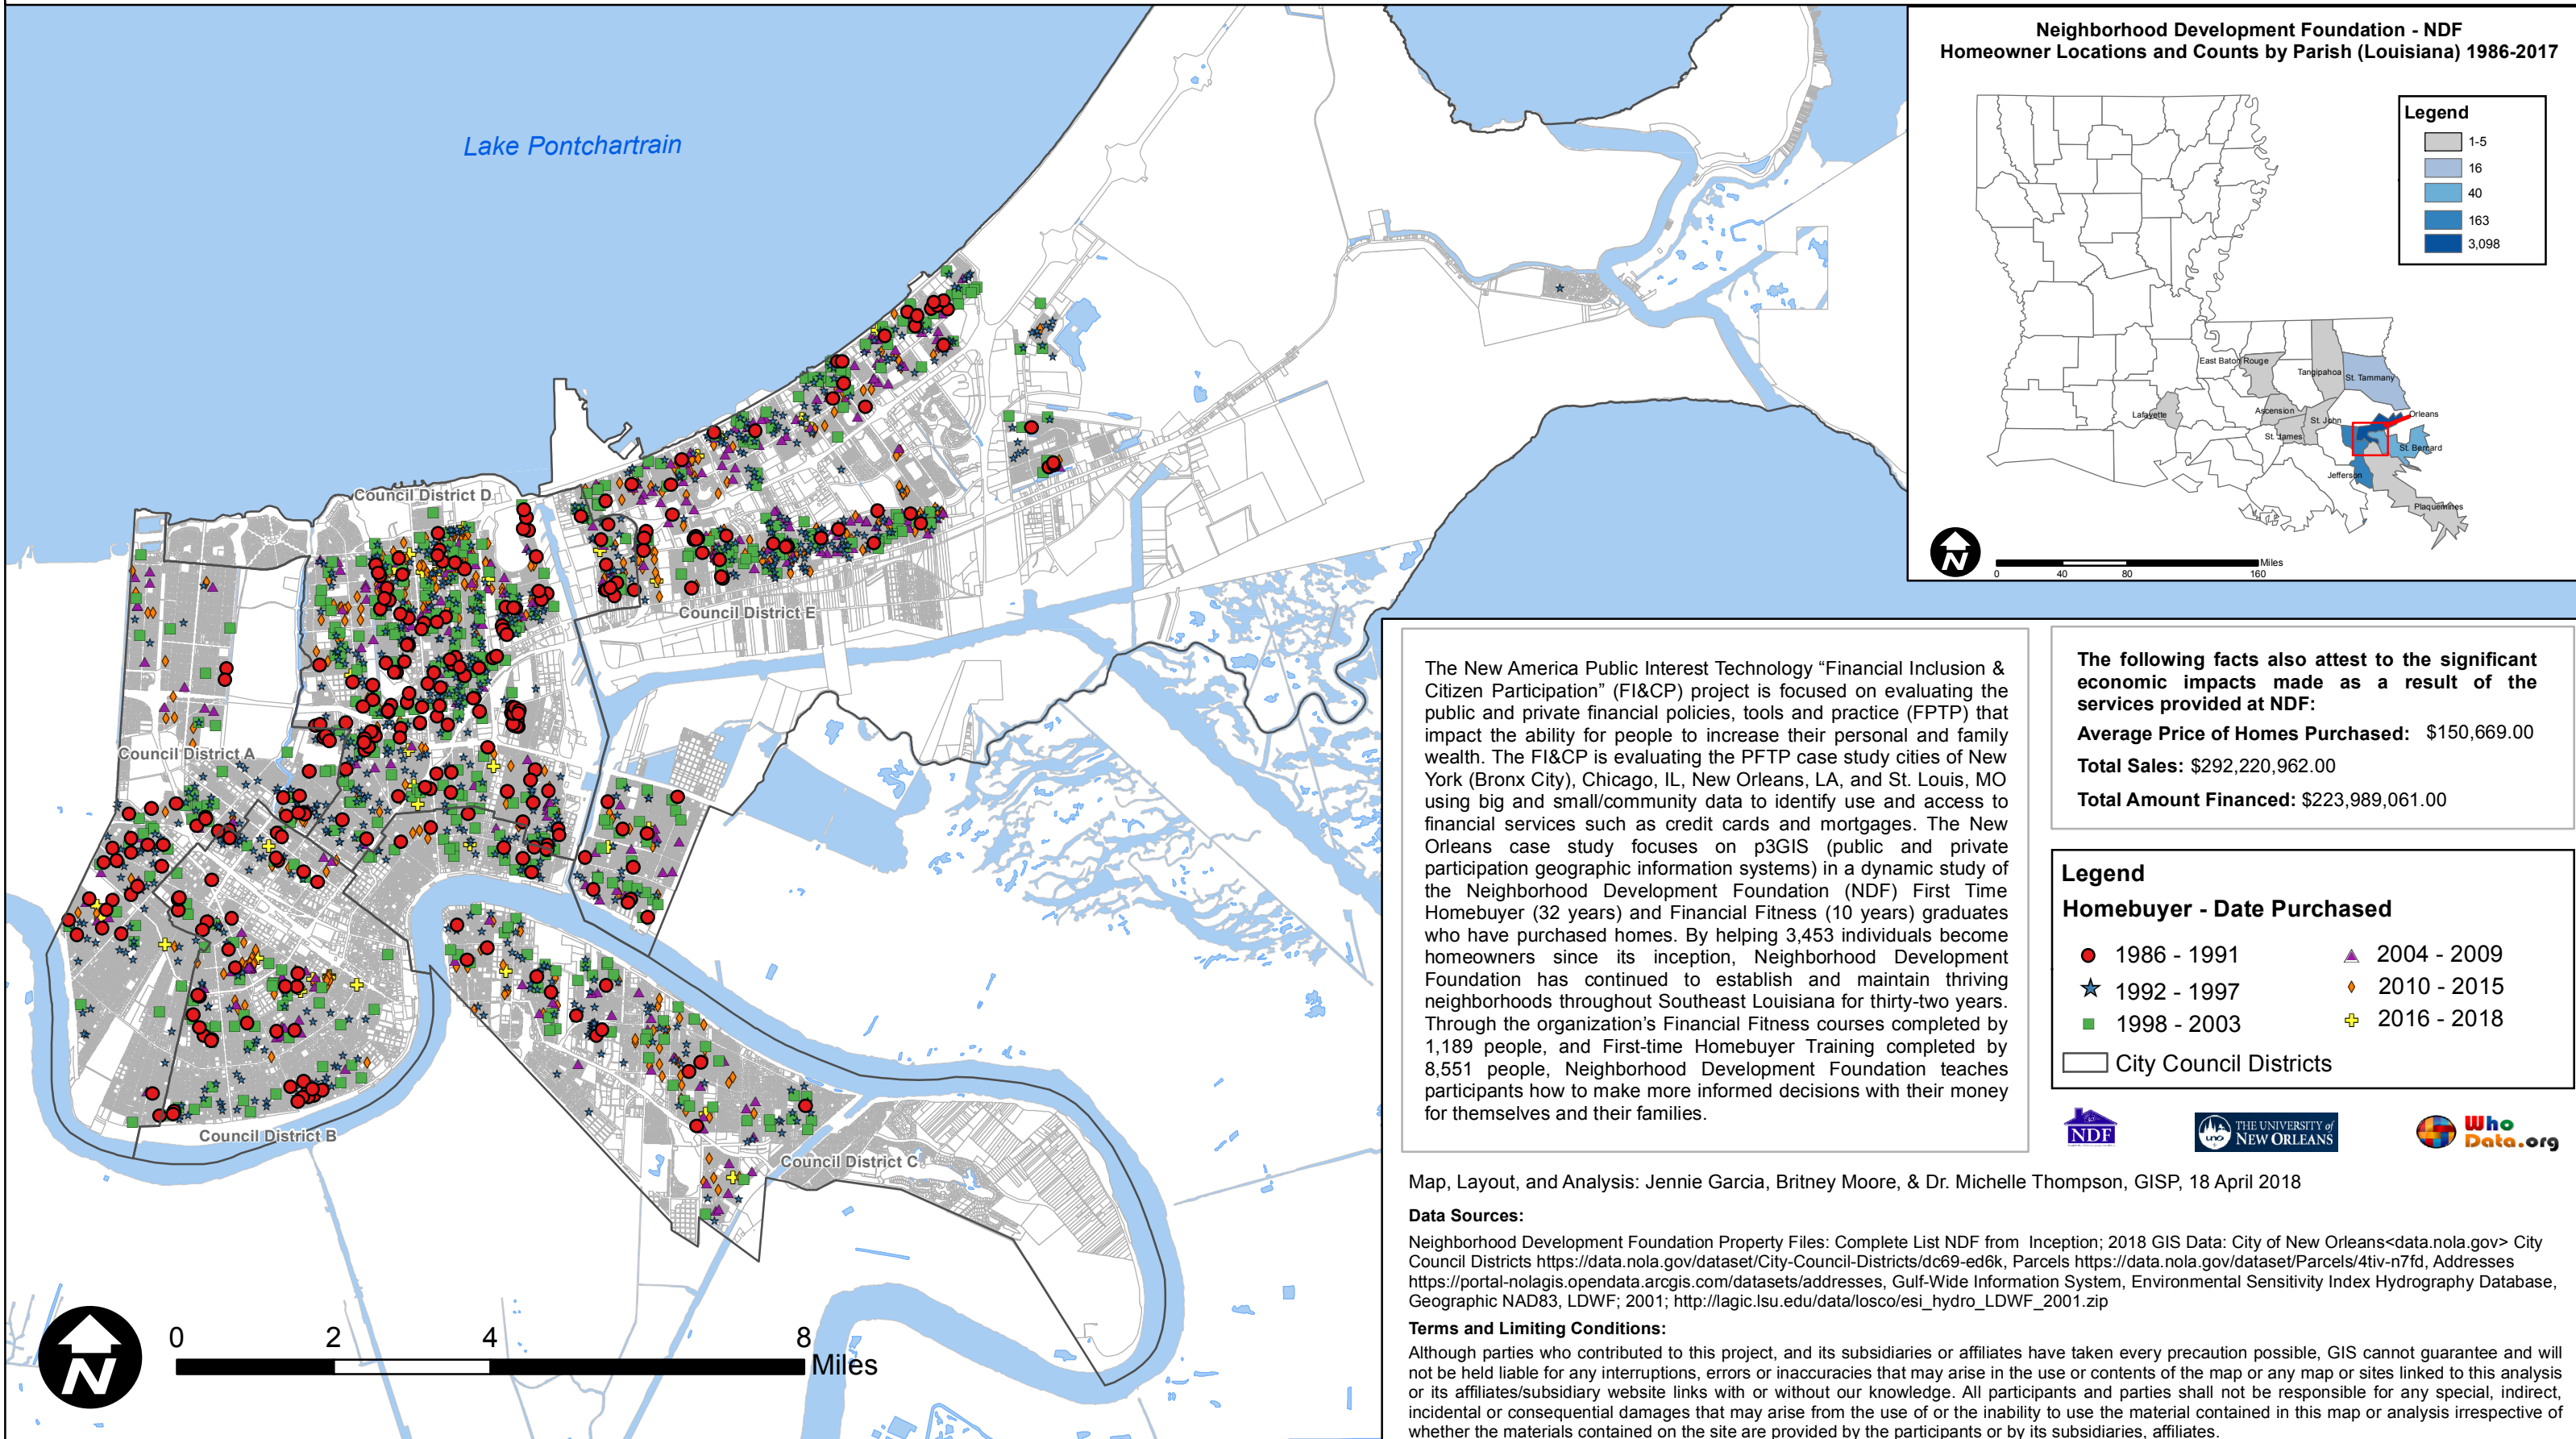 Lake Pontchartrain
Council District D
Council District E
Council District A
Council District B
Council District C
0 2 4 8
Miles
N
Neighborhood Development Foundation - NDF
Homeowner Locations and Counts by Parish (Louisiana) 1986-2017
Legend
1-5
16
40
163
3,098
East Baton Rouge
Tangipahoa
St. Tammany
Lafayette
Ascension
St. John
Orleans
St. James
St. Bernard
Jefferson
Plaquemines
N
Miles
0 40 80 160
The New America Public Interest Technology “Financial Inclusion &
Citizen Participation” (FI&CP) project is focused on evaluating the
public and private financial policies, tools and practice (FPTP) that
impact the ability for people to increase their personal and family
wealth. The FI&CP is evaluating the PFTP case study cities of New
York (Bronx City), Chicago, IL, New Orleans, LA, and St. Louis, MO
using big and small/community data to identify use and access to
financial services such as credit cards and mortgages. The New
Orleans case study focuses on p3GIS (public and private
participation geographic information systems) in a dynamic study of
the Neighborhood Development Foundation (NDF) First Time
Homebuyer (32 years) and Financial Fitness (10 years) graduates
who have purchased homes. By helping 3,453 individuals become
homeowners since its inception, Neighborhood Development
Foundation has continued to establish and maintain thriving
neighborhoods throughout Southeast Louisiana for thirty-two years.
Through the organization’s Financial Fitness courses completed by
1,189 people, and First-time Homebuyer Training completed by
8,551 people, Neighborhood Development Foundation teaches
participants how to make more informed decisions with their money
for themselves and their families.
The following facts also attest to the significant
economic impacts made as a result of the
services provided at NDF:
Average Price of Homes Purchased: $150,669.00
Total Sales: $292,220,962.00
Total Amount Financed: $223,989,061.00
Legend
Homebuyer - Date Purchased
1986 - 1991
1992 - 1997
1998 - 2003
2004 - 2009
2010 - 2015
2016 - 2018
City Council Districts
NDF
uno
THE UNIVERSITY of
NEW ORLEANS
Who
Data.org
Map, Layout, and Analysis: Jennie Garcia, Britney Moore, & Dr. Michelle Thompson, GISP, 18 April 2018
Data Sources:
Neighborhood Development Foundation Property Files: Complete List NDF from Inception; 2018 GIS Data: City of New Orleans<data.nola.gov> City
Council Districts https://data.nola.gov/dataset/City-Council-Districts/dc69-ed6k, Parcels https://data.nola.gov/dataset/Parcels/4tiv-n7fd, Addresses
https://portal-nolagis.opendata.arcgis.com/datasets/addresses, Gulf-Wide Information System, Environmental Sensitivity Index Hydrography Database,
Geographic NAD83, LDWF; 2001; http://lagic.lsu.edu/data/losco/esi_hydro_LDWF_2001.zip
Terms and Limiting Conditions:
Although parties who contributed to this project, and its subsidiaries or affiliates have taken every precaution possible, GIS cannot guarantee and will
not be held liable for any interruptions, errors or inaccuracies that may arise in the use or contents of the map or any map or sites linked to this analysis
or its affiliates/subsidiary website links with or without our knowledge. All participants and parties shall not be responsible for any special, indirect,
incidental or consequential damages that may arise from the use of or the inability to use the material contained in this map or analysis irrespective of
whether the materials contained on the site are provided by the participants or by its subsidiaries, affiliates.